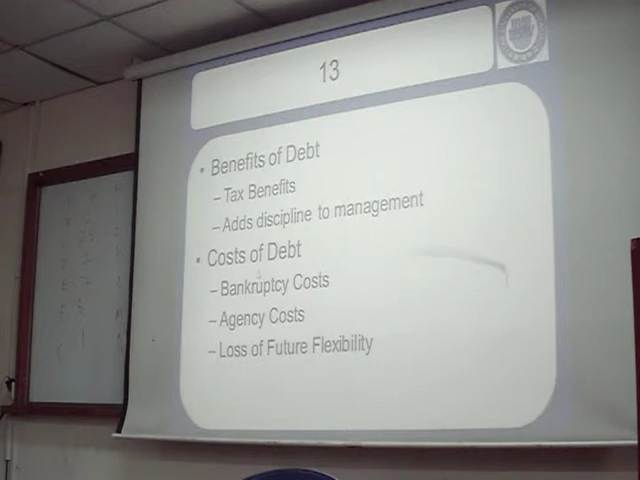 13
• Benefits of Debt
– Tax Benefits
– Adds discipline to management
• Costs of Debt
– Bankruptcy Costs
– Agency Costs
– Loss of Future Flexibility